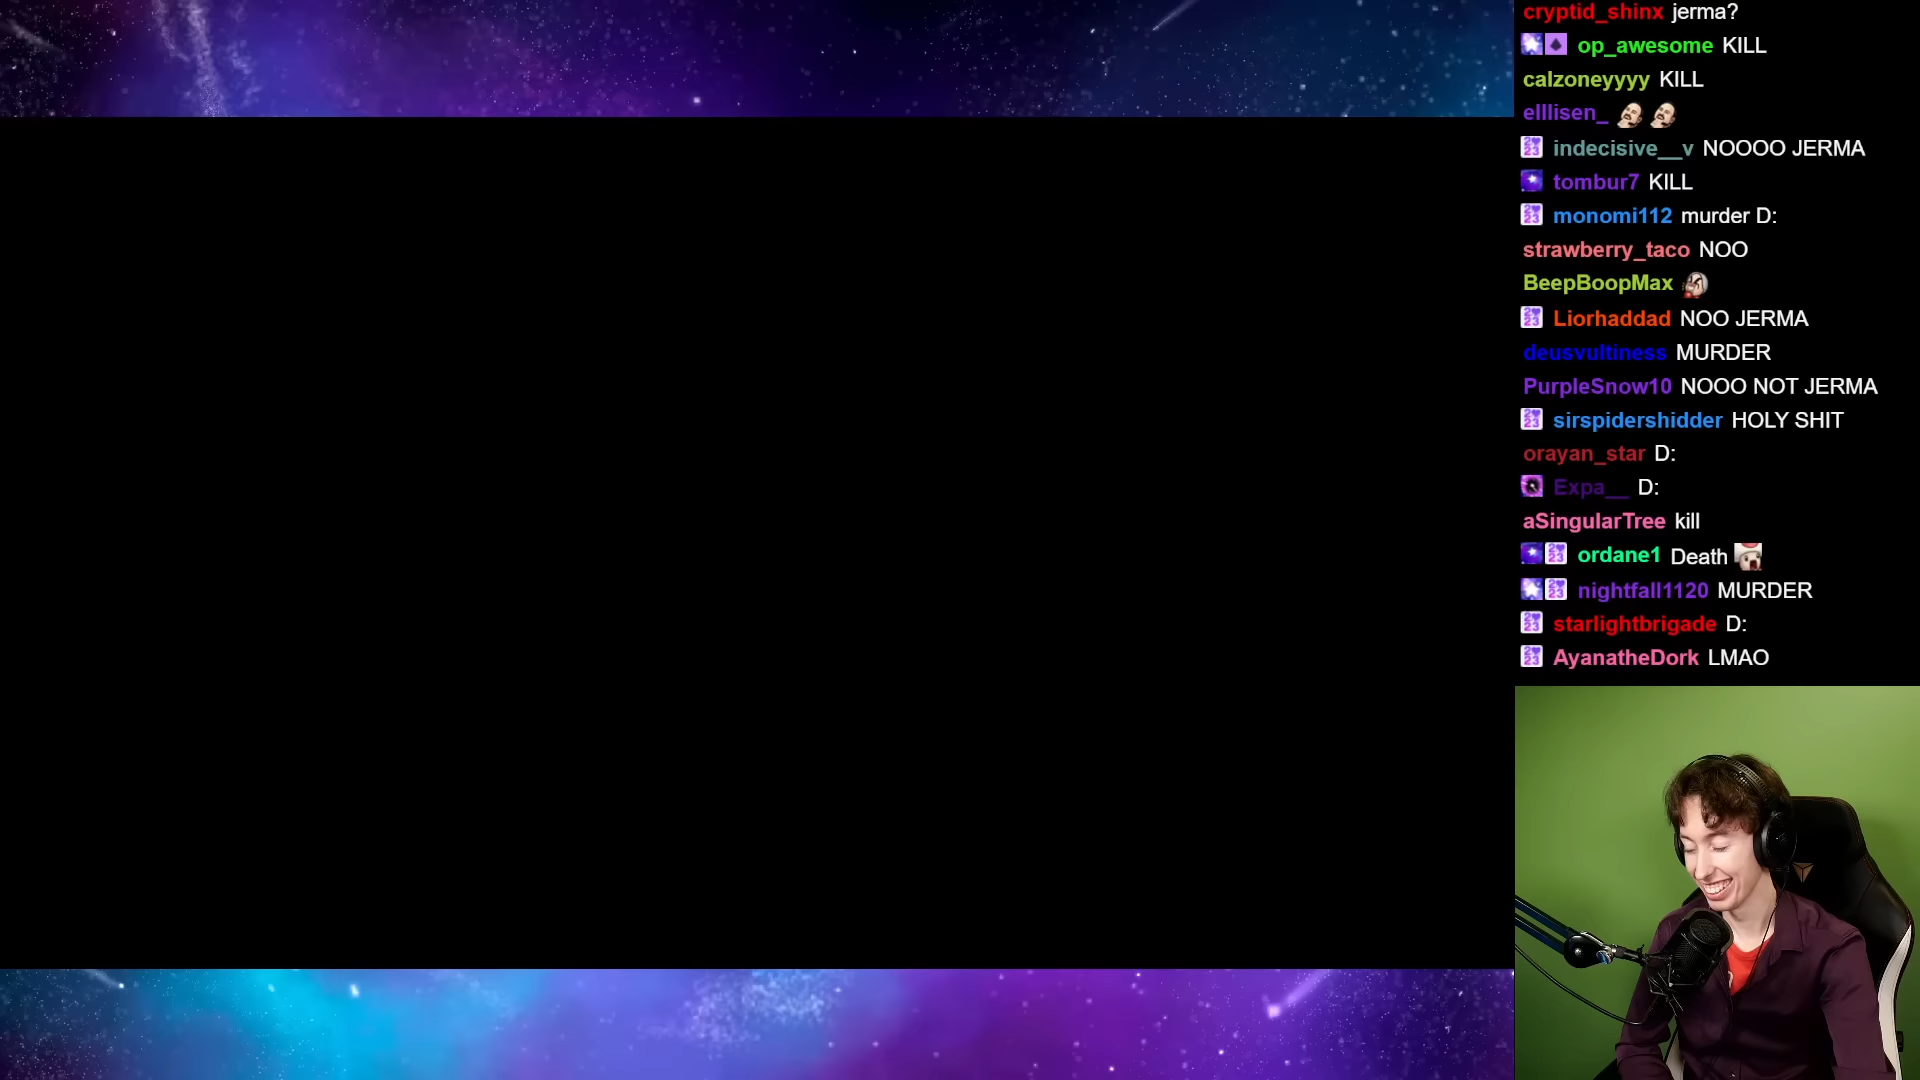 cryptid_shinx jerma?
op_awesome KILL
calzoneyyyy KILL
elllisen_
indecisive__v NOOOO JERMA
tombur7 KILL
monomi112 murder D:
strawberry_taco NOO
BeepBoopMax
Liorhaddad NOO JERMA
deusvultiness MURDER
PurpleSnow10 NOOO NOT JERMA
sirspidershidder HOLY SHIT
orayan_star D:
Expa__ D:
aSingularTree kill
ordane1 Death
nightfall1120 MURDER
starlightbrigade D:
AyanatheDork LMAO